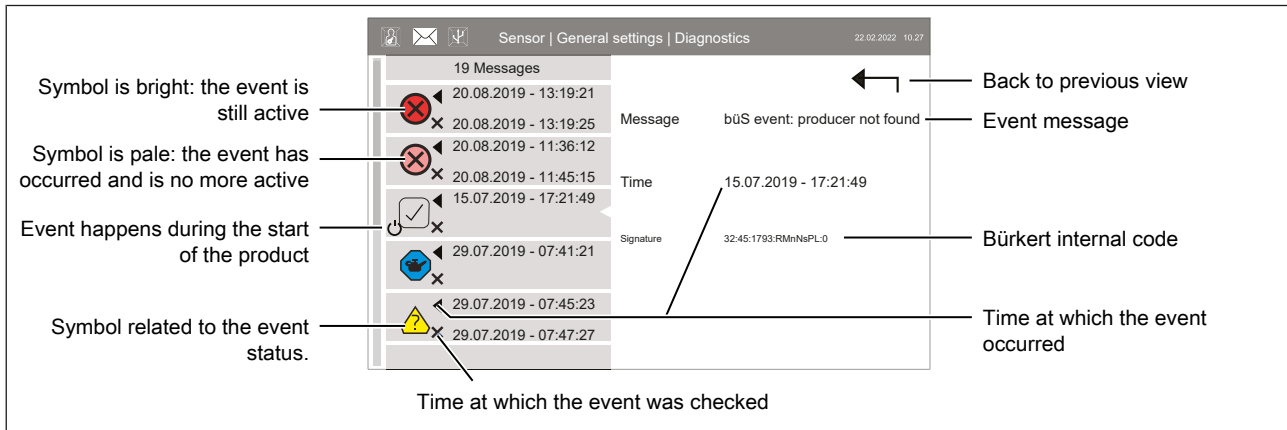 Sensor | General settings | Diagnostics
22.02.2022 10.27
19 Messages
20.08.2019 - 13:19:21
20.08.2019 - 13:19:25
20.08.2019 - 11:36:12
20.08.2019 - 11:45:15
15.07.2019 - 17:21:49
29.07.2019 - 07:41:21
29.07.2019 - 07:45:23
29.07.2019 - 07:47:27
Message büS event: producer not found
Time 15.07.2019 - 17:21:49
Signature 32:45:1793:RMnNsPL:0
Symbol is bright: the event is
still active
Symbol is pale: the event has
occurred and is no more active
Event happens during the start
of the product
Symbol related to the event
status.
Time at which the event was checked
Back to previous view
Event message
Bürkert internal code
Time at which the event
occurred